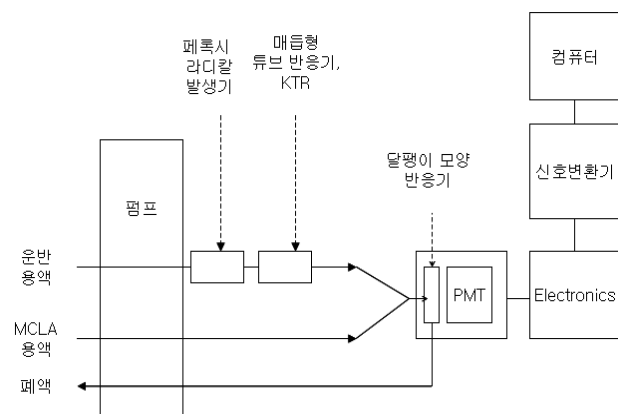 페록시
라디칼
발생기
매듭형
튜브 반응기,
KTR
컴퓨터
달팽이 모양
반응기
신호변환기
펌프
운반
용액
PMT
Electronics
MCLA
용액
폐액